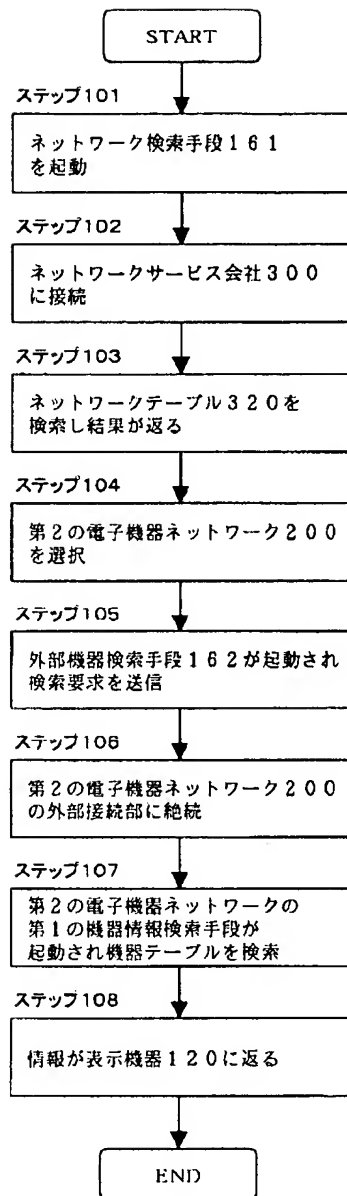 START
ステップ101
ネットワーク検索手段１６１
を起動
ステップ102
ネットワークサービス会社３００
に接続
ステップ103
ネットワークテーブル３２０を
検索し結果が返る
ステップ104
第２の電子機器ネットワーク２００
を選択
ステップ105
外部機器検索手段１６２が起動され
検索要求を送信
ステップ106
第２の電子機器ネットワーク２００
の外部接続部に絶続
ステップ107
第２の電子機器ネットワークの
第１の機器情報検索手段が
起動され機器テーブルを検索
ステップ108
情報が表示機器１２０に返る
END